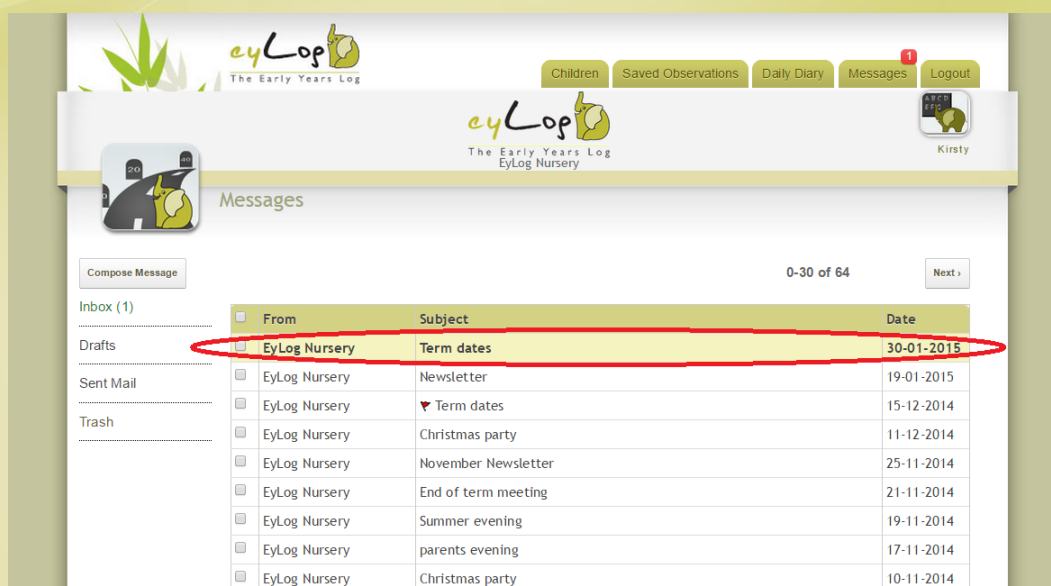 eyLog
The Early Years Log
Children Saved Observations Daily Diary Messages 1 Logout
eyLog
The Early Years Log
EyLog Nursery
ABCD
EFG
Kirsty
20 40
Messages
Compose Message 0-30 of 64 Next ›
Inbox (1)
Drafts
Sent Mail
Trash
From Subject Date
EyLog Nursery Term dates 30-01-2015
EyLog Nursery Newsletter 19-01-2015
EyLog Nursery Term dates 15-12-2014
EyLog Nursery Christmas party 11-12-2014
EyLog Nursery November Newsletter 25-11-2014
EyLog Nursery End of term meeting 21-11-2014
EyLog Nursery Summer evening 19-11-2014
EyLog Nursery parents evening 17-11-2014
EyLog Nursery Christmas party 10-11-2014